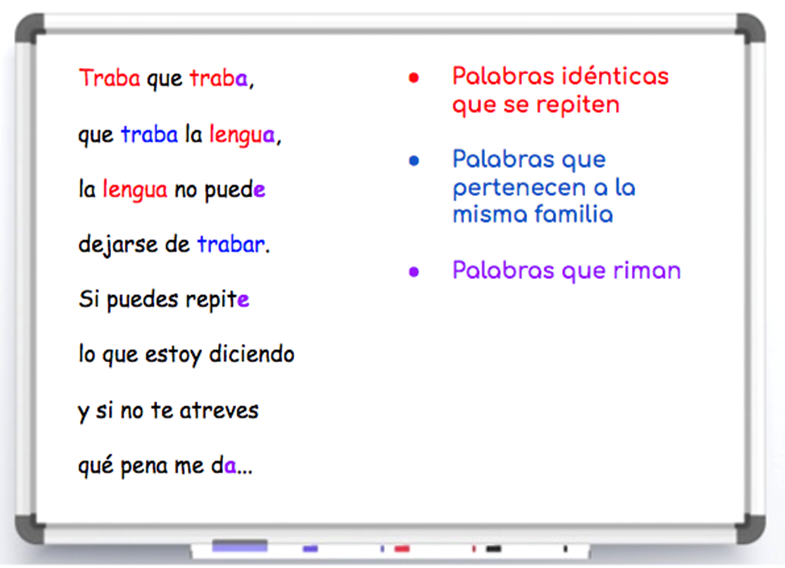 Traba que traba,
que traba la lengua,
la lengua no puede
dejarse de trabar.
Si puedes repite
lo que estoy diciendo
y si no te atreves
qué pena me da...
• Palabras idénticas
que se repiten
• Palabras que
pertenecen a la
misma familia
• Palabras que riman